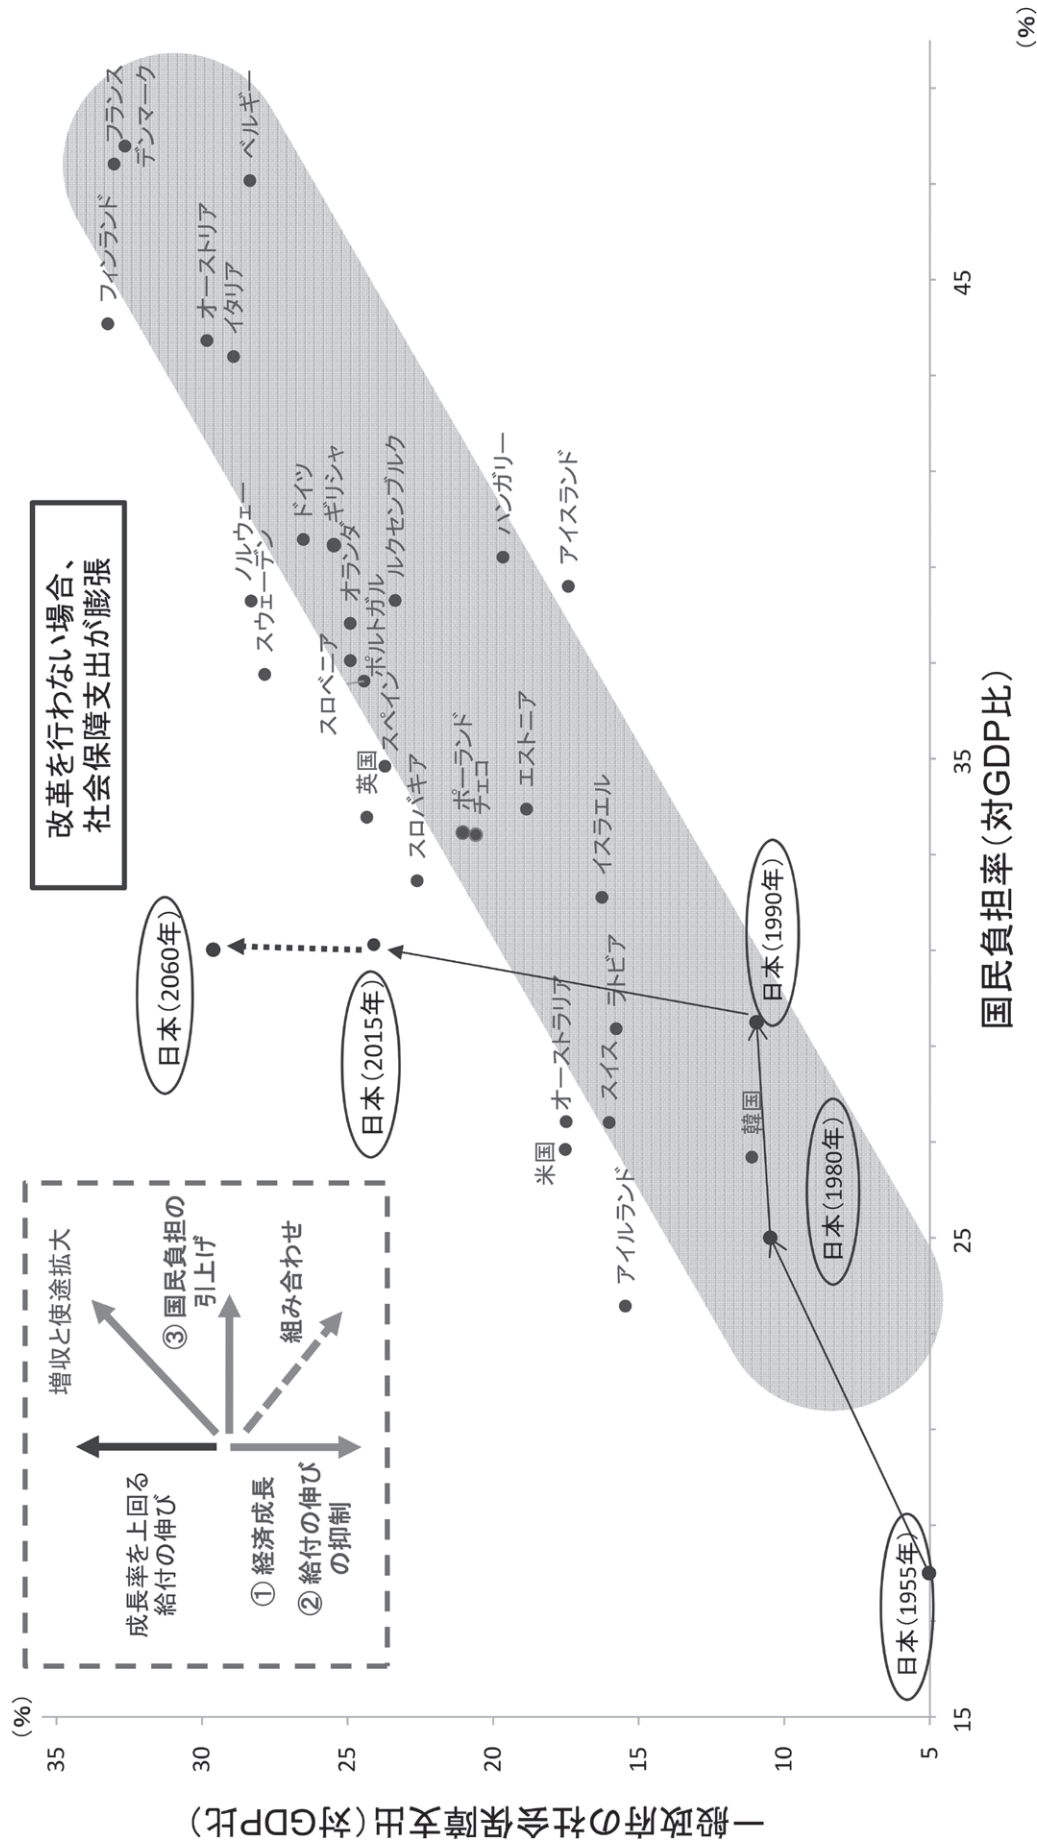 (%)
35
30
25
20
15
10
5
一般政府の社会保障支出(対GDP比)
増収と使途拡大
成長率を上回る
給付の伸び
③ 国民負担の
引上げ
① 経済成長
② 給付の伸び
の抑制
組み合わせ
改革を行わない場合、
社会保障支出が膨張
日本(2060年)
日本(2015年)
日本(1990年)
日本(1980年)
日本(1955年)
フィンランド
フランス
デンマーク
オーストリア
イタリア
ベルギー
ノルウェー
スウェーデン
ドイツ
ギリシャ
オランダ
スロベニア
ポルトガル
ルクセンブルク
英国
スペイン
スロバキア
ポーランド
チェコ
ハンガリー
エストニア
アイスランド
米国
オーストラリア
スイス
ラトビア
イスラエル
アイルランド
韓国
15
25
35
45
(%)
国民負担率(対GDP比)